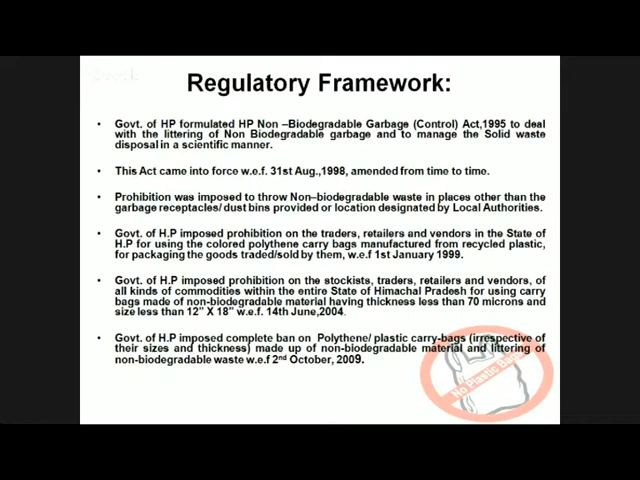 Regulatory Framework:
• Govt. of HP formulated HP Non –Biodegradable Garbage (Control) Act,1995 to deal
with the littering of Non Biodegradable garbage and to manage the Solid waste
disposal in a scientific manner.
• This Act came into force w.e.f. 31st Aug.,1998, amended from time to time.
• Prohibition was imposed to throw Non–biodegradable waste in places other than the
garbage receptacles/ dust bins provided or location designated by Local Authorities.
• Govt. of H.P imposed prohibition on the traders, retailers and vendors in the State of
H.P for using the colored polythene carry bags manufactured from recycled plastic,
for packaging the goods traded/sold by them, w.e.f 1st January 1999.
• Govt. of H.P imposed prohibition on the stockists, traders, retailers and vendors, of
all kinds of commodities within the entire State of Himachal Pradesh for using carry
bags made of non-biodegradable material having thickness less than 70 microns and
size less than 12” X 18” w.e.f. 14th June,2004.
• Govt. of H.P imposed complete ban on Polythene/ plastic carry-bags (irrespective of
their sizes and thickness) made up of non-biodegradable material and littering of
non-biodegradable waste w.e.f 2nd October, 2009.
No Plastic Bags